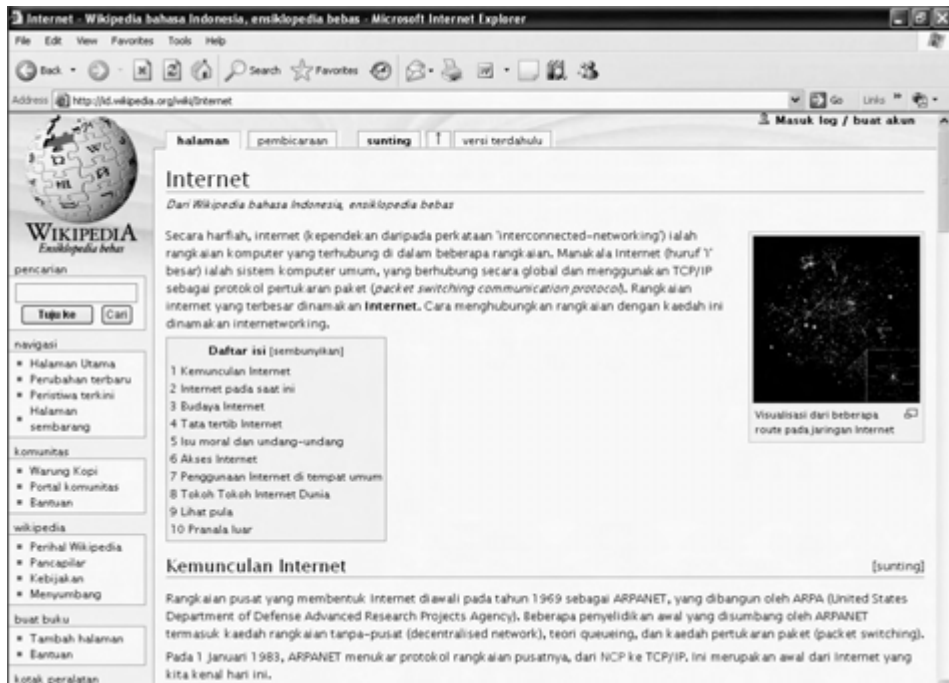 Internet - Wikipedia bahasa Indonesia, ensiklopedia bebas - Microsoft Internet Explorer
File Edit View Favorites Tools Help
Back Search Favorites
Address http://id.wikipedia.org/wiki/Internet Go Links
Masuk log / buat akun
halaman pembicaraan sunting ↑ versi terdahulu
WIKIPEDIA
Ensiklopedia bebas
pencarian
Tuju ke Cari
navigasi
Halaman Utama
Perubahan terbaru
Peristiwa terkini
Halaman
sembarang
komunitas
Warung Kopi
Portal komunitas
Bantuan
wikipedia
Perihal Wikipedia
Pancapilar
Kebijakan
Menyumbang
buat buku
Tambah halaman
Bantuan
kotak peralatan
Internet
Dari Wikipedia bahasa Indonesia, ensiklopedia bebas
Secara harfiah, internet (kependekan daripada perkataan 'interconnected-networking') ialah
rangkaian komputer yang terhubung di dalam beberapa rangkaian. Manakala Internet (huruf 'I'
besar) ialah sistem komputer umum, yang berhubung secara global dan menggunakan TCP/IP
sebagai protokol pertukaran paket (packet switching communication protocol). Rangkaian
internet yang terbesar dinamakan Internet. Cara menghubungkan rangkaian dengan kaedah ini
dinamakan internetworking.
Visualisasi dari beberapa
route pada jaringan Internet
Daftar isi [sembunyikan]
1 Kemunculan Internet
2 Internet pada saat ini
3 Budaya Internet
4 Tata tertib Internet
5 Isu moral dan undang-undang
6 Akses Internet
7 Penggunaan Internet di tempat umum
8 Tokoh Tokoh Internet Dunia
9 Lihat pula
10 Pranala luar
Kemunculan Internet [sunting]
Rangkaian pusat yang membentuk Internet diawali pada tahun 1969 sebagai ARPANET, yang dibangun oleh ARPA (United States
Department of Defense Advanced Research Projects Agency). Beberapa penyelidikan awal yang disumbang oleh ARPANET
termasuk kaedah rangkaian tanpa-pusat (decentralised network), teori queueing, dan kaedah pertukaran paket (packet switching).
Pada 1 Januari 1983, ARPANET menukar protokol rangkaian pusatnya, dari NCP ke TCP/IP. Ini merupakan awal dari Internet yang
kita kenal hari ini.